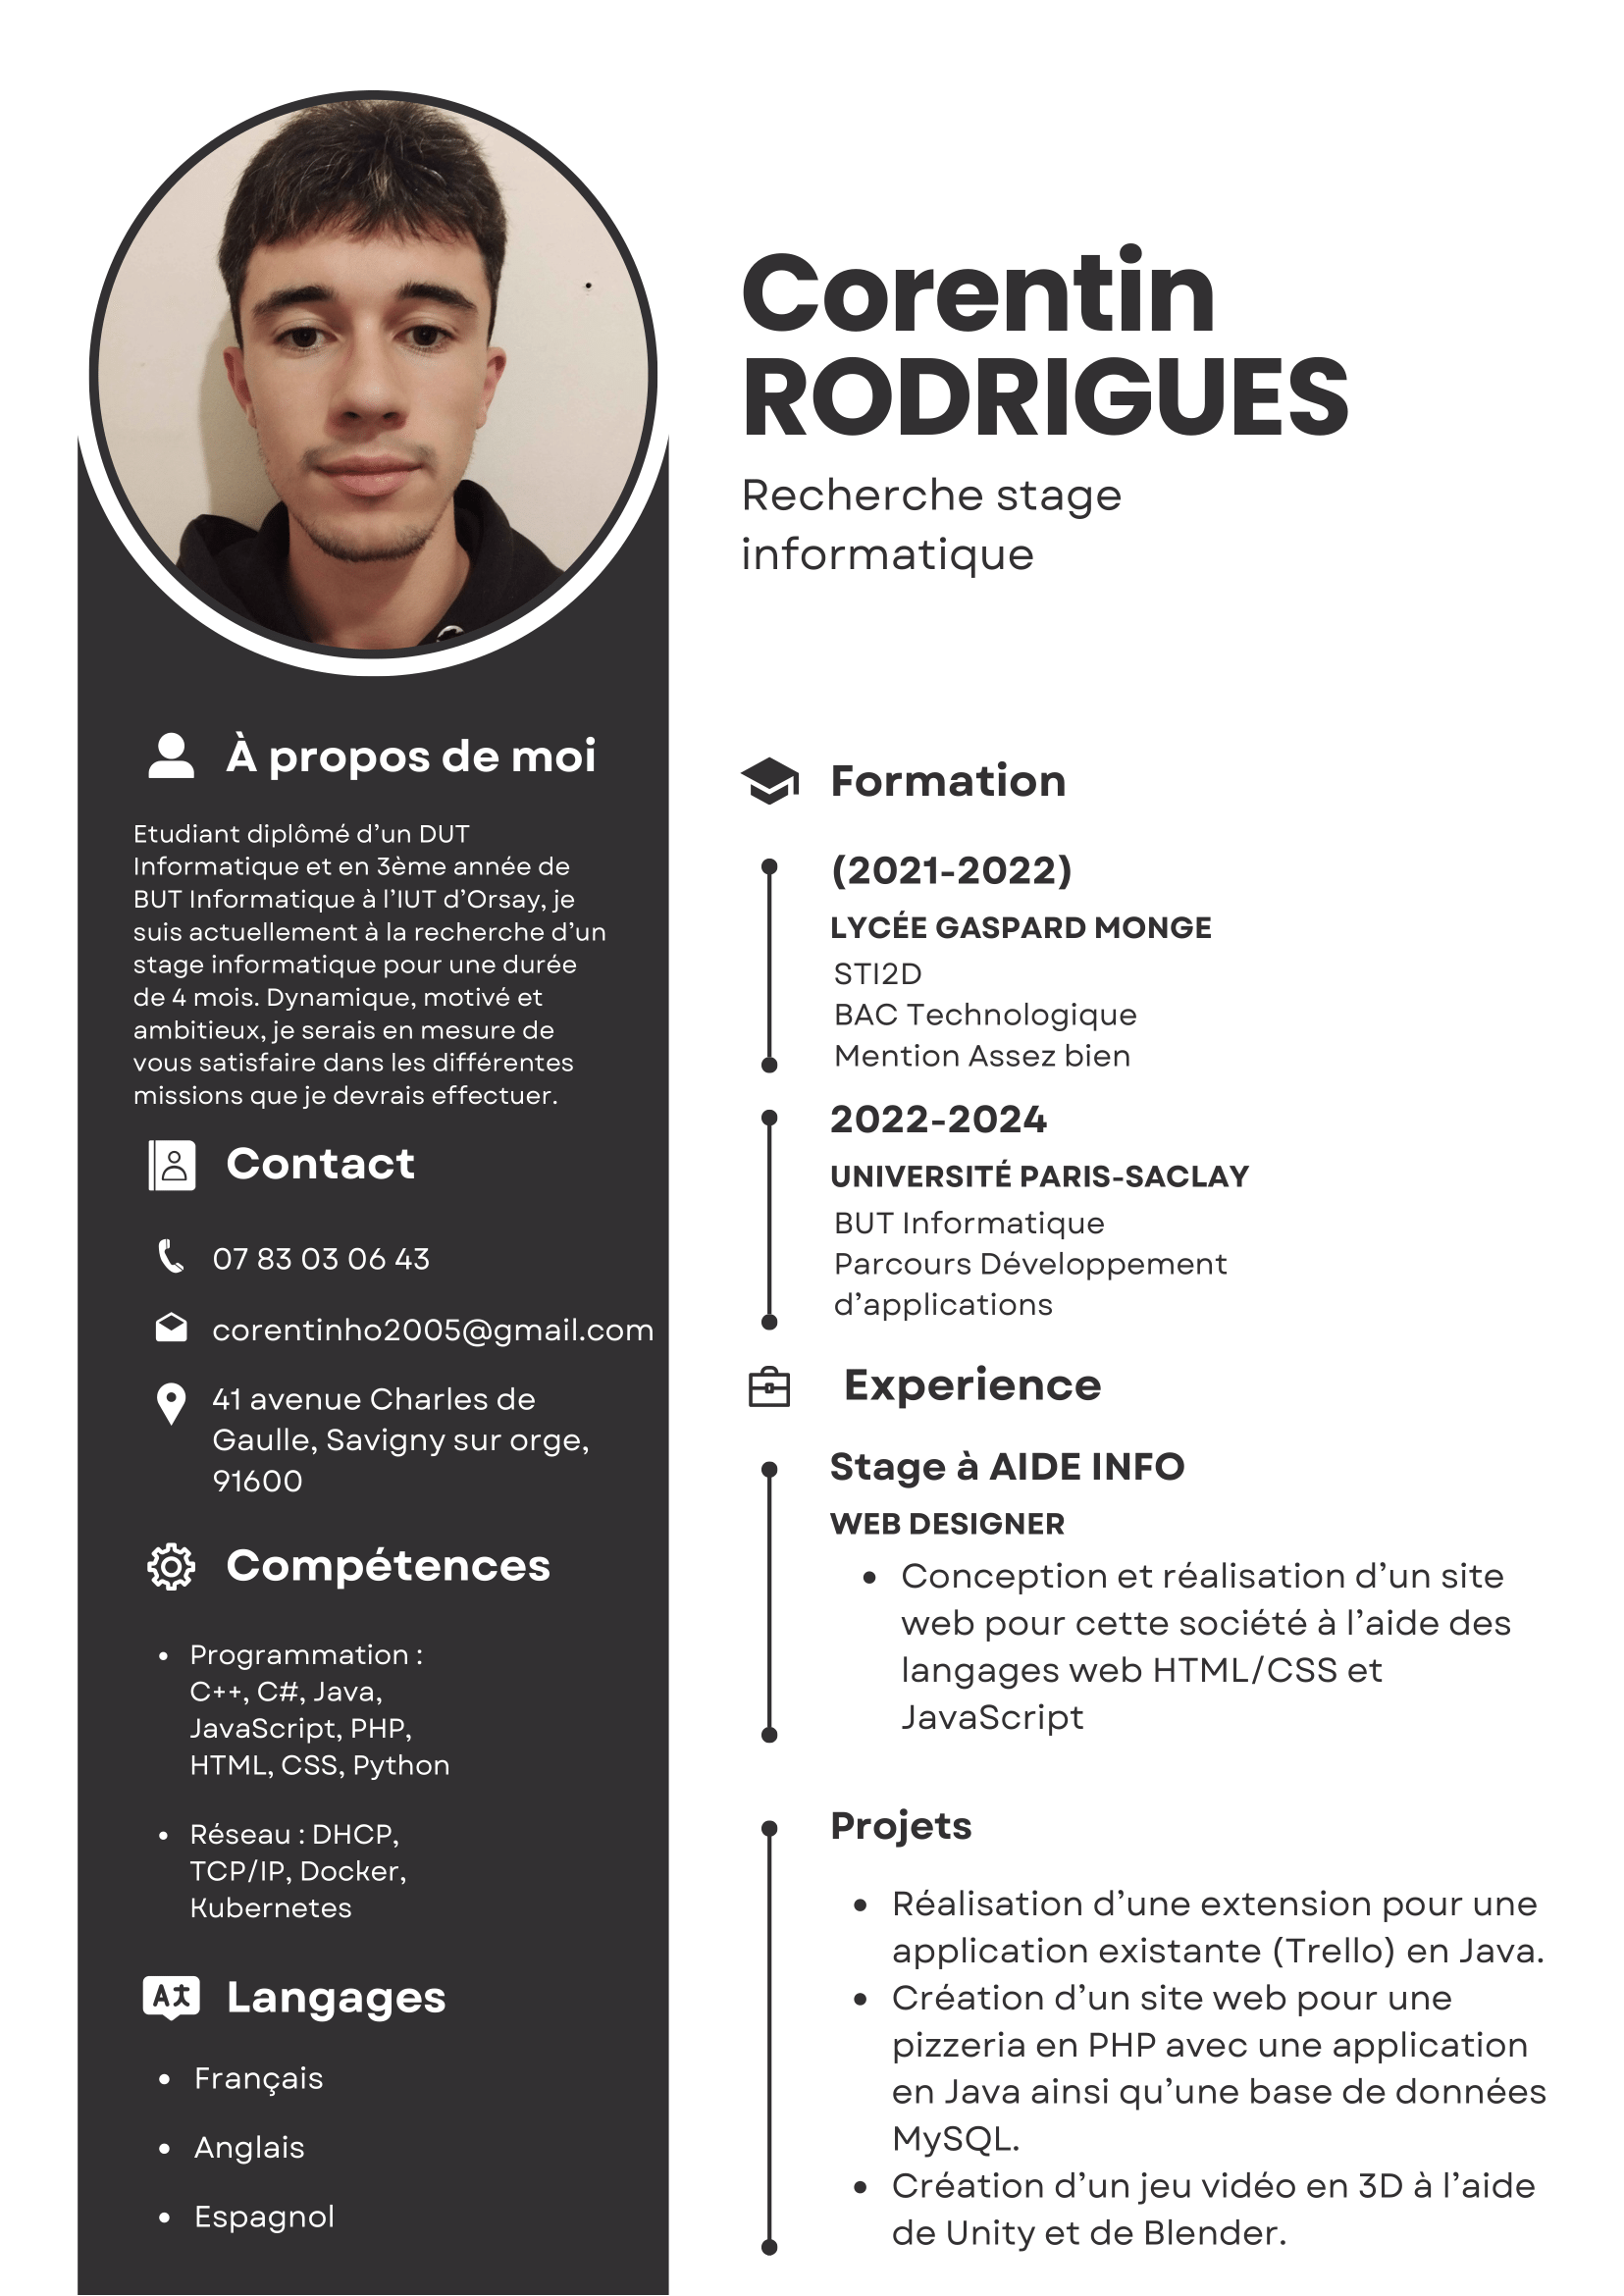 Corentin
RODRIGUES
Recherche stage
informatique
À propos de moi
Etudiant diplômé d’un DUT
Informatique et en 3ème année de
BUT Informatique à l’IUT d’Orsay, je
suis actuellement à la recherche d’un
stage informatique pour une durée
de 4 mois. Dynamique, motivé et
ambitieux, je serais en mesure de
vous satisfaire dans les différentes
missions que je devrais effectuer.
Contact
07 83 03 06 43
corentinho2005@gmail.com
41 avenue Charles de
Gaulle, Savigny sur orge,
91600
Compétences
• Programmation :
C++, C#, Java,
JavaScript, PHP,
HTML, CSS, Python
• Réseau : DHCP,
TCP/IP, Docker,
Kubernetes
Langages
• Français
• Anglais
• Espagnol
Formation
(2021-2022)
LYCÉE GASPARD MONGE
STI2D
BAC Technologique
Mention Assez bien
2022-2024
UNIVERSITÉ PARIS-SACLAY
BUT Informatique
Parcours Développement
d’applications
Experience
Stage à AIDE INFO
WEB DESIGNER
• Conception et réalisation d’un site
web pour cette société à l’aide des
langages web HTML/CSS et
JavaScript
Projets
• Réalisation d’une extension pour une
application existante (Trello) en Java.
• Création d’un site web pour une
pizzeria en PHP avec une application
en Java ainsi qu’une base de données
MySQL.
• Création d’un jeu vidéo en 3D à l’aide
de Unity et de Blender.